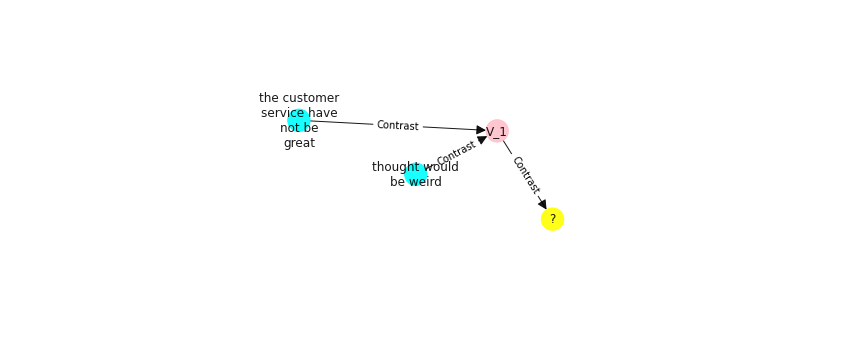 the customer
service have
not be
great
Contrast
V_1
thought would
be weird
Contrast
Contrast
?